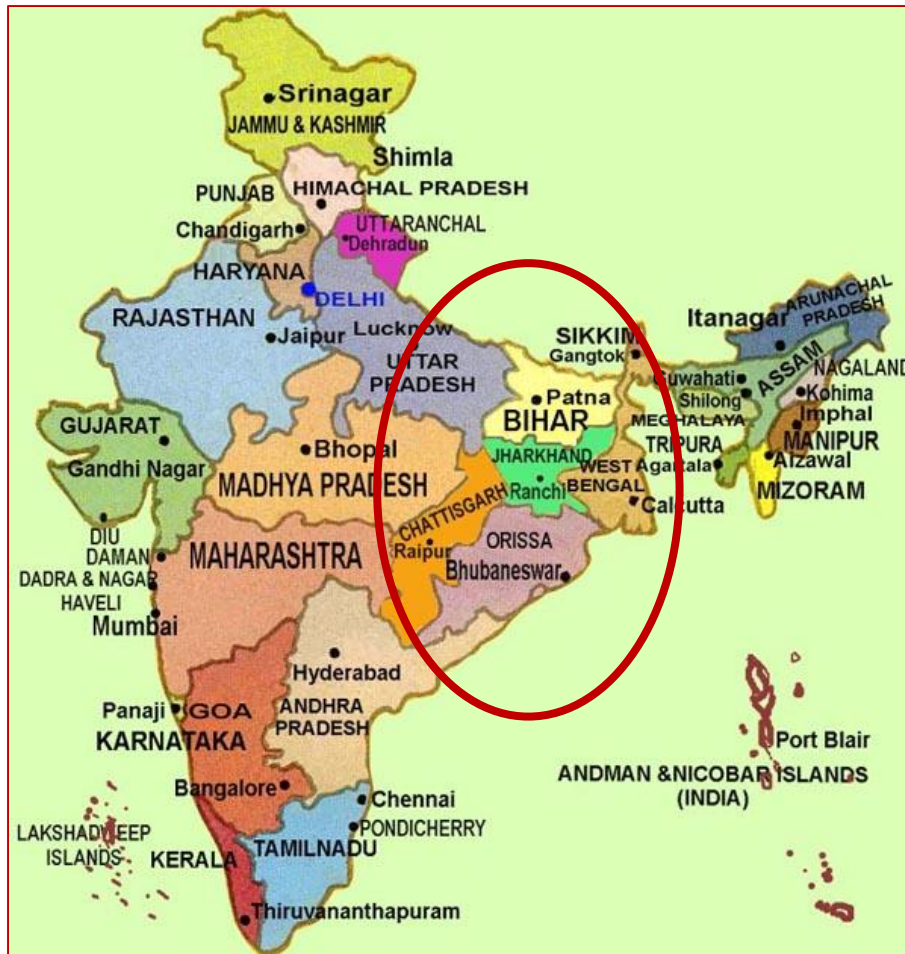 Srinagar
JAMMU & KASHMIR
Shimla
PUNJAB
HIMACHAL PRADESH
Chandigarh
UTTARANCHAL
Dehradun
HARYANA
DELHI
RAJASTHAN
Jaipur
Lucknow
UTTAR
PRADESH
SIKKIM
Gangtok
Itanagar
ARUNACHAL
PRADESH
Patna
BIHAR
Guwahati
ASSAM
NAGALAND
Shilong
Kohima
MEGHALAYA
Imphal
MANIPUR
TRIPURA
Agartala
Aizawal
MIZORAM
GUJARAT
Gandhi Nagar
Bhopal
MADHYA PRADESH
JHARKHAND
Ranchi
WEST
BENGAL
Calcutta
CHATTISGARH
Raipur
ORISSA
Bhubaneswar
DIU
DAMAN
DADRA & NAGAR
HAVELI
MAHARASHTRA
Mumbai
Hyderabad
ANDHRA
PRADESH
Panaji
GOA
KARNATAKA
Bangalore
Chennai
PONDICHERRY
Port Blair
ANDMAN &NICOBAR ISLANDS
(INDIA)
LAKSHADWEEP
ISLANDS
KERALA
TAMILNADU
Thiruvananthapuram